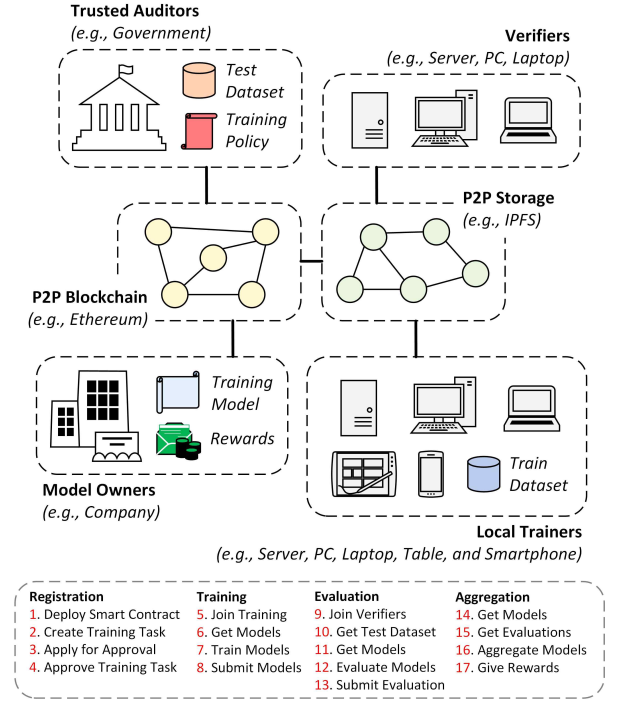 Trusted Auditors
(e.g., Government)
Test
Dataset
Training
Policy
Verifiers
(e.g., Server, PC, Laptop)
P2P Storage
(e.g., IPFS)
P2P Blockchain
(e.g., Ethereum)
Training
Model
Rewards
Model Owners
(e.g., Company)
Train
Dataset
Local Trainers
(e.g., Server, PC, Laptop, Table, and Smartphone)
Registration
1. Deploy Smart Contract
2. Create Training Task
3. Apply for Approval
4. Approve Training Task
Training
5. Join Training
6. Get Models
7. Train Models
8. Submit Models
Evaluation
9. Join Verifiers
10. Get Test Dataset
11. Get Models
12. Evaluate Models
13. Submit Evaluation
Aggregation
14. Get Models
15. Get Evaluations
16. Aggregate Models
17. Give Rewards